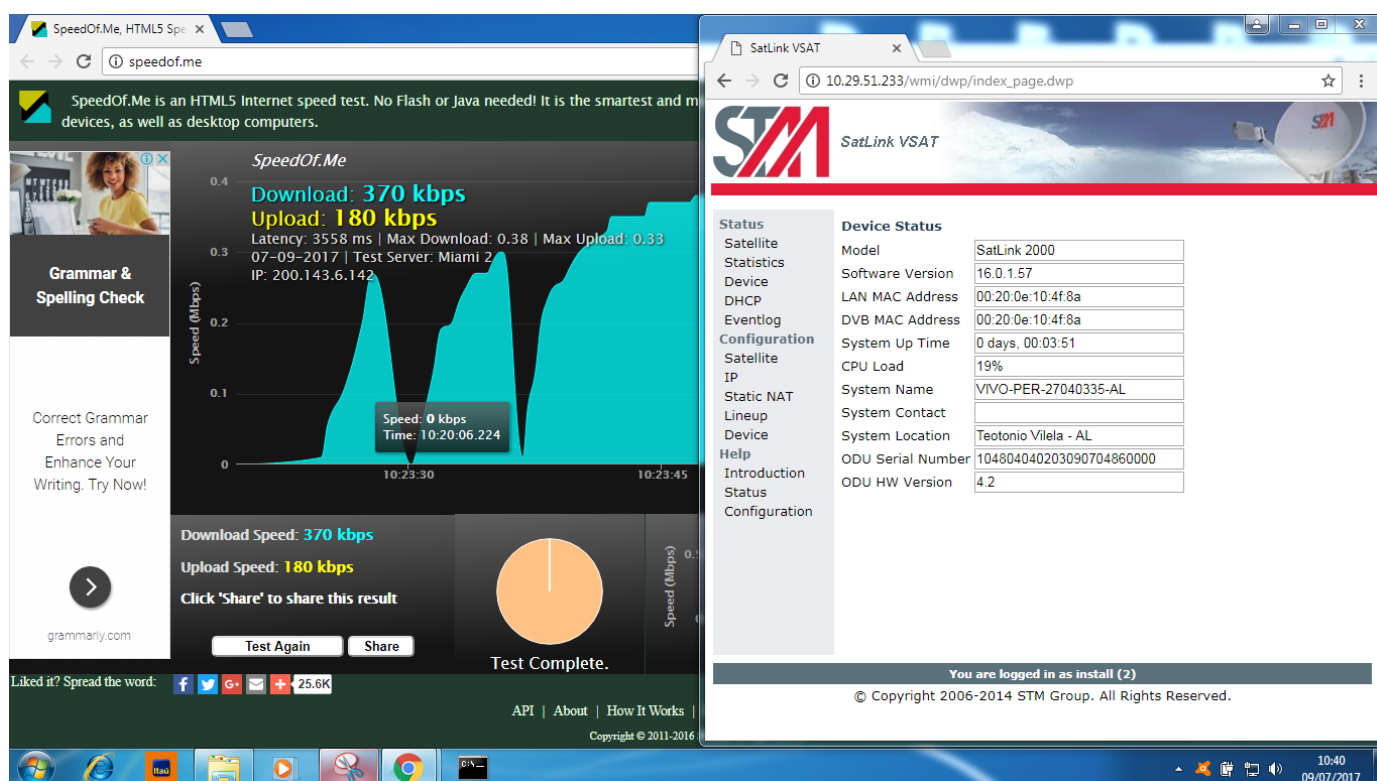 SpeedOf.Me, HTML5 Spe
speedof.me
SpeedOf.Me is an HTML5 Internet speed test. No Flash or Java needed! It is the smartest and m
devices, as well as desktop computers.
Grammar &
Spelling Check
Correct Grammar
Errors and
Enhance Your
Writing. Try Now!
grammarly.com
SpeedOf.Me
Download: 370 kbps
Upload: 180 kbps
Latency: 3558 ms | Max Download: 0.38 | Max Upload: 0.33
07-09-2017 | Test Server: Miami 2
IP: 200.143.6.142
Speed (Mbps)
0.4
0.3
0.2
0.1
0
Speed: 0 kbps
Time: 10:20:06.224
10:23:30
10:23:45
Download Speed: 370 kbps
Upload Speed: 180 kbps
Click 'Share' to share this result
Test Again
Share
Test Complete.
Speed (Mbps)
Liked it? Spread the word:
25.6K
API | About | How It Works |
Copyright © 2011-2016
SatLink VSAT
10.29.51.233/wmi/dwp/index_page.dwp
STM
SatLink VSAT
STM
Status
Satellite
Statistics
Device
DHCP
Eventlog
Configuration
Satellite
IP
Static NAT
Lineup
Device
Help
Introduction
Status
Configuration
Device Status
Model SatLink 2000
Software Version 16.0.1.57
LAN MAC Address 00:20:0e:10:4f:8a
DVB MAC Address 00:20:0e:10:4f:8a
System Up Time 0 days, 00:03:51
CPU Load 19%
System Name VIVO-PER-27040335-AL
System Contact
System Location Teotonio Vilela - AL
ODU Serial Number 104804040203090704860000
ODU HW Version 4.2
You are logged in as install (2)
© Copyright 2006-2014 STM Group. All Rights Reserved.
Itaú
C:\
10:40
09/07/2017